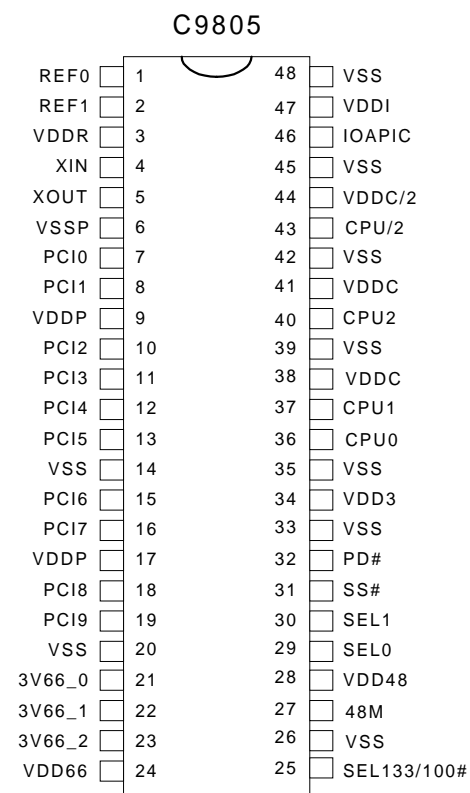 C9805
REF0 1 48 VSS
REF1 2 47 VDDI
VDDR 3 46 IOAPIC
XIN 4 45 VSS
XOUT 5 44 VDDC/2
VSSP 6 43 CPU/2
PCI0 7 42 VSS
PCI1 8 41 VDDC
VDDP 9 40 CPU2
PCI2 10 39 VSS
PCI3 11 38 VDDC
PCI4 12 37 CPU1
PCI5 13 36 CPU0
VSS 14 35 VSS
PCI6 15 34 VDD3
PCI7 16 33 VSS
VDDP 17 32 PD#
PCI8 18 31 SS#
PCI9 19 30 SEL1
VSS 20 29 SEL0
3V66_0 21 28 VDD48
3V66_1 22 27 48M
3V66_2 23 26 VSS
VDD66 24 25 SEL133/100#